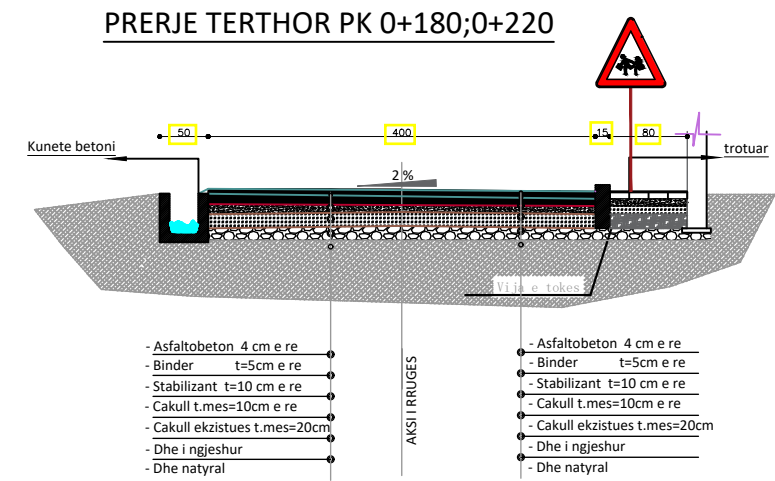 PRERJE TERTHOR PK 0+180;0+220
50
400
15
80
Kunete betoni
trotuar
2 %
Vija e tokes
- Asfaltobeton 4 cm e re
- Binder t=5cm e re
- Stabilizant t=10 cm e re
- Cakull t.mes=10cm e re
- Cakull ekzistues t.mes=20cm
- Dhe i ngjeshur
- Dhe natyral
AKSI I RRUGES
- Asfaltobeton 4 cm e re
- Binder t=5cm e re
- Stabilizant t=10 cm e re
- Cakull t.mes=10cm e re
- Cakull ekzistues t.mes=20cm
- Dhe i ngjeshur
- Dhe natyral